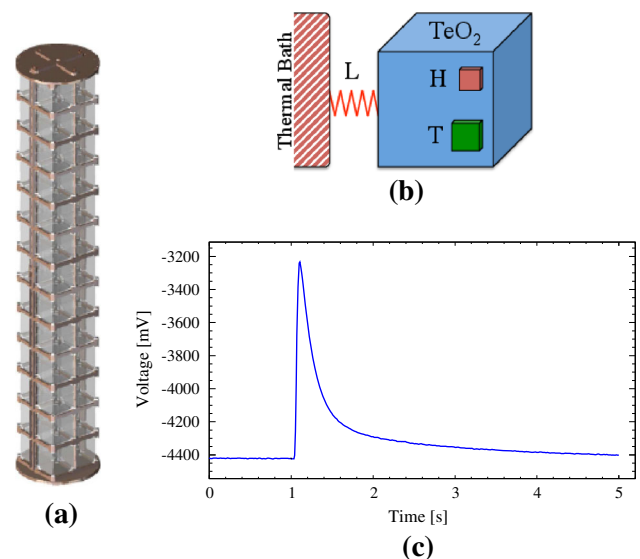 TeO2
Thermal Bath
L
H
T
(b)
(a)
-3200
-3400
-3600
-3800
-4000
-4200
-4400
Voltage [mV]
0 1 2 3 4 5
Time [s]
(c)